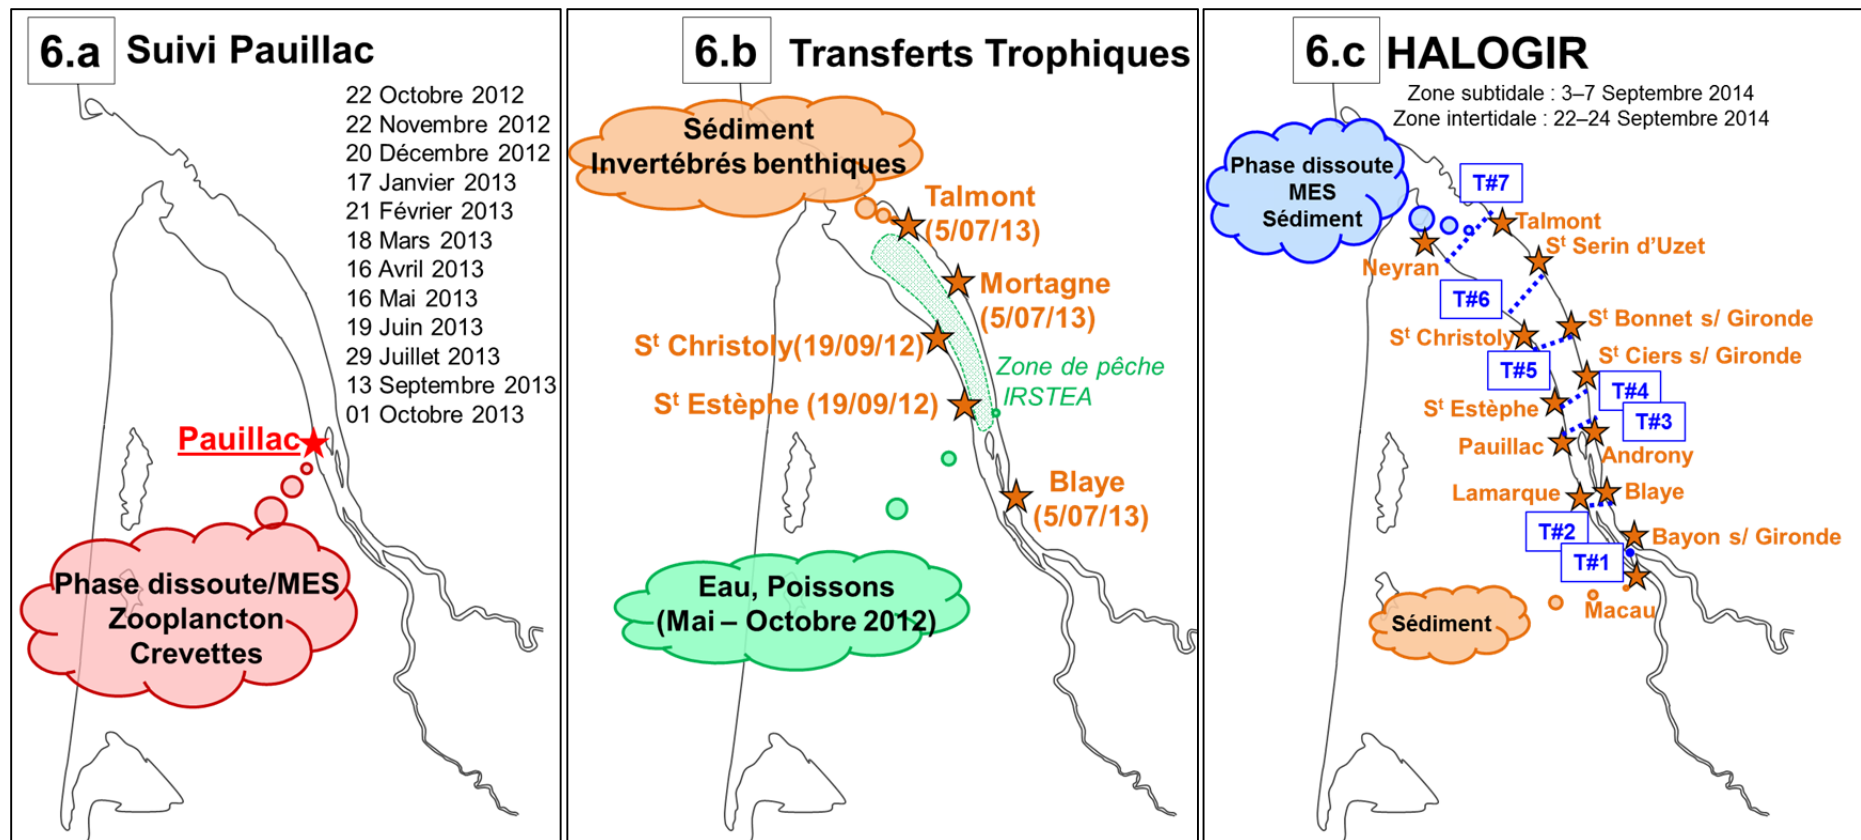 6.a Suivi Pauillac
22 Octobre 2012
22 Novembre 2012
20 Décembre 2012
17 Janvier 2013
21 Février 2013
18 Mars 2013
16 Avril 2013
16 Mai 2013
19 Juin 2013
29 Juillet 2013
13 Septembre 2013
01 Octobre 2013
Pauillac
Phase dissoute/MES
Zooplancton
Crevettes
6.b Transferts Trophiques
Sédiment
Invertébrés benthiques
Talmont
(5/07/13)
Mortagne
(5/07/13)
St Christoly(19/09/12)
Zone de pêche
IRSTEA
St Estèphe (19/09/12)
Blaye
(5/07/13)
Eau, Poissons
(Mai – Octobre 2012)
6.c HALOGIR
Zone subtidale : 3–7 Septembre 2014
Zone intertidale : 22–24 Septembre 2014
Phase dissoute
MES
Sédiment
T#7
Talmont
St Serin d'Uzet
Neyran
T#6
St Bonnet s/ Gironde
St Christoly
St Ciers s/ Gironde
T#5
T#4
St Estèphe
T#3
Pauillac
Androny
Lamarque
Blaye
T#2
Bayon s/ Gironde
T#1
Macau
Sédiment